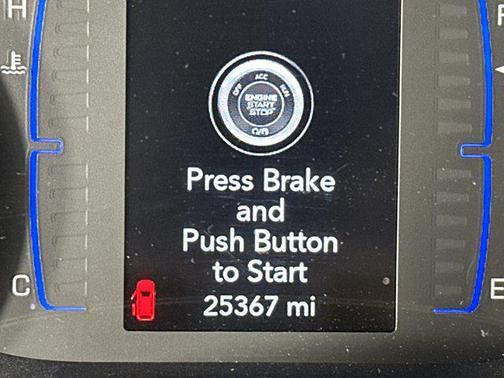 H
F
OFF
ACC
RUN
ENGINE
START
STOP
Press Brake
and
Push Button
to Start
C
25367 mi
E